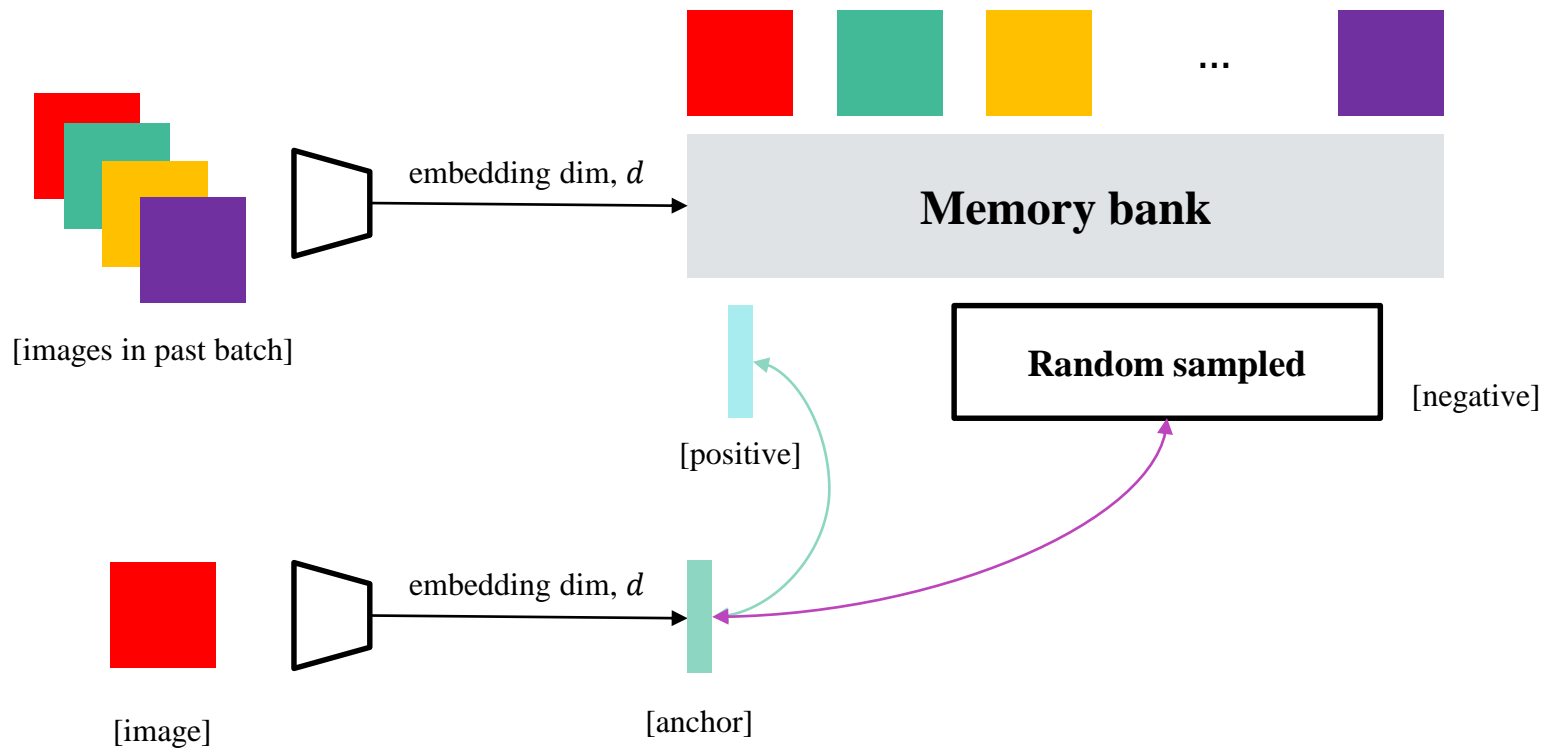 ...
embedding dim, d
Memory bank
[images in past batch]
Random sampled
[negative]
[positive]
embedding dim, d
[image]
[anchor]